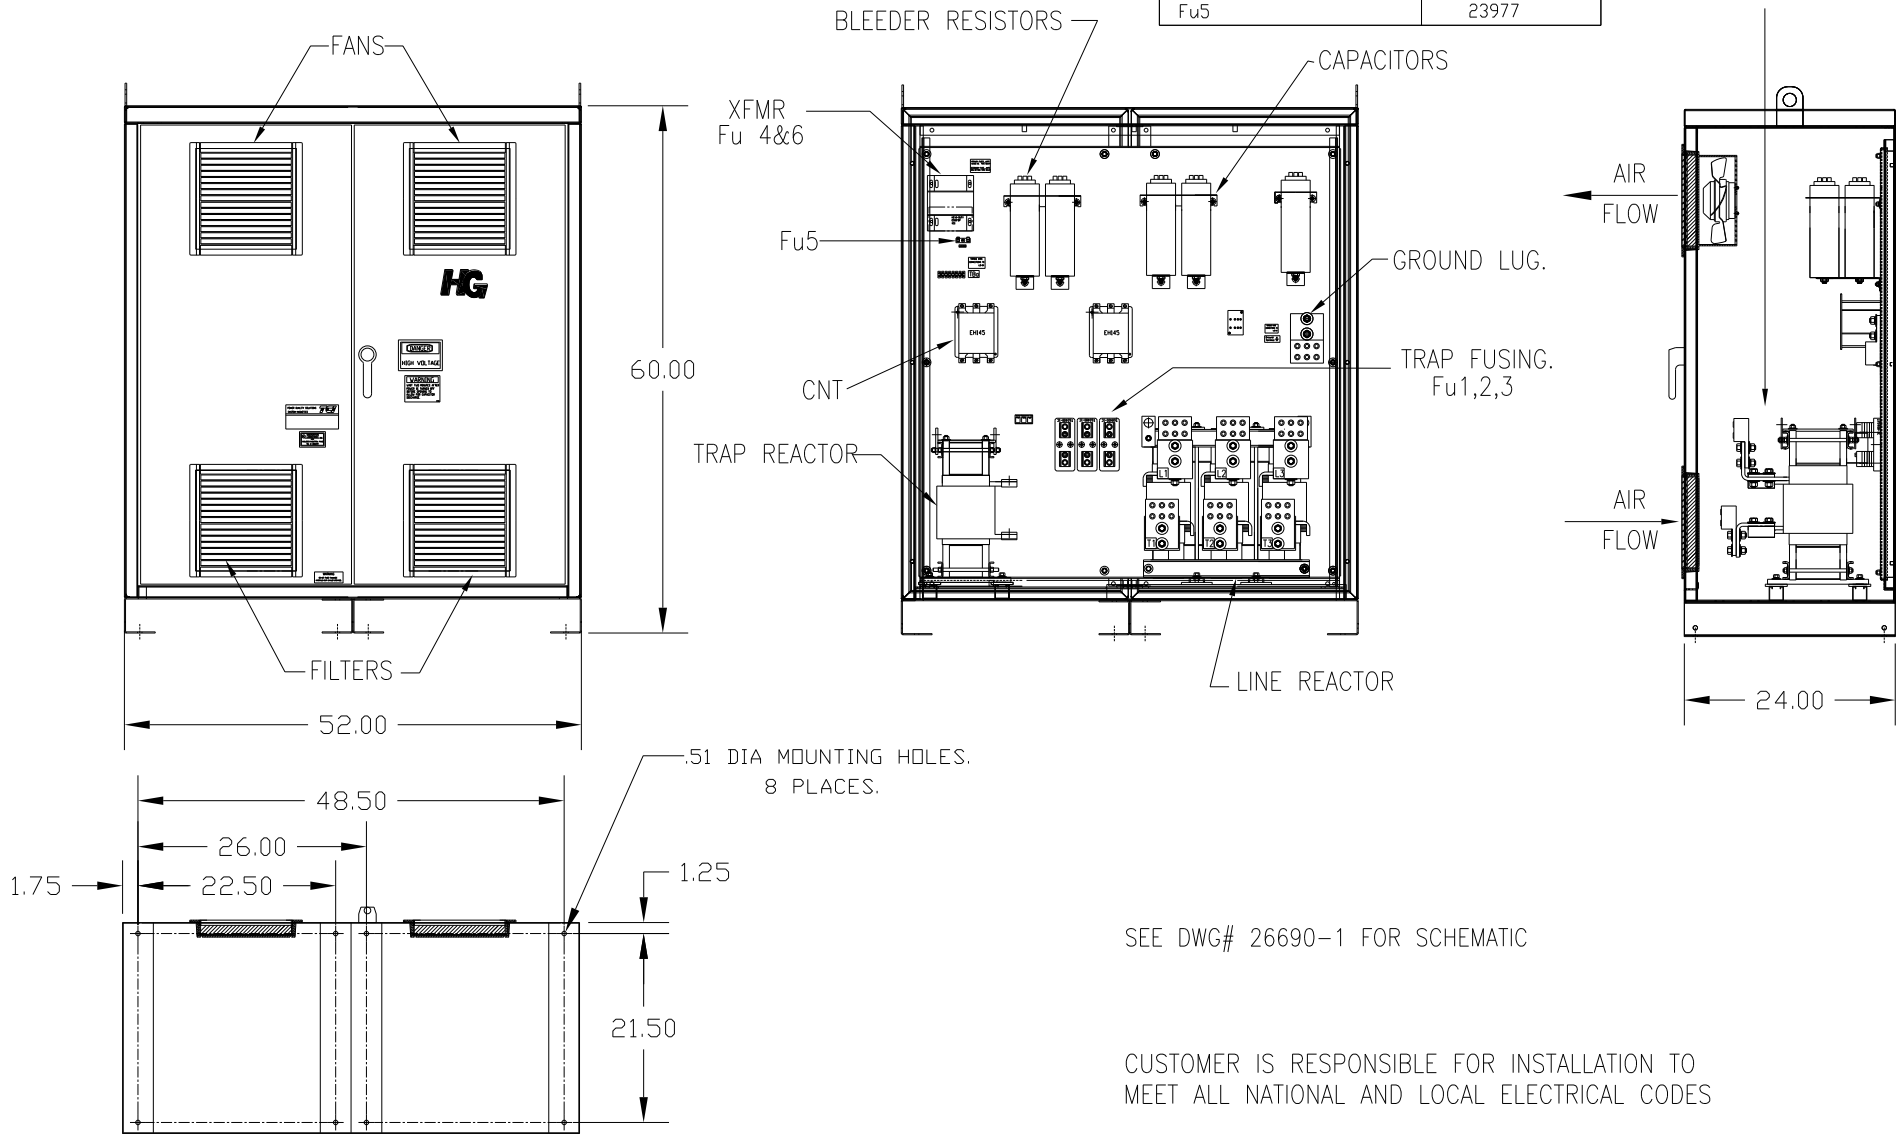 Fu5 23977
BLEEDER RESISTORS
FANS
CAPACITORS
XFMR
Fu 4&6
AIR
FLOW
Fu5
GROUND LUG.
HG
EH145
EH145
DANGER
HIGH VOLTAGE
WARNING
60.00
CNT
TRAP FUSING.
Fu1,2,3
TRAP REACTOR
L1
L2
L3
T1
T2
T3
AIR
FLOW
FILTERS
LINE REACTOR
24.00
52.00
.51 DIA MOUNTING HOLES.
8 PLACES.
48.50
26.00
1.75
22.50
1.25
SEE DWG# 26690-1 FOR SCHEMATIC
21.50
CUSTOMER IS RESPONSIBLE FOR INSTALLATION TO
MEET ALL NATIONAL AND LOCAL ELECTRICAL CODES